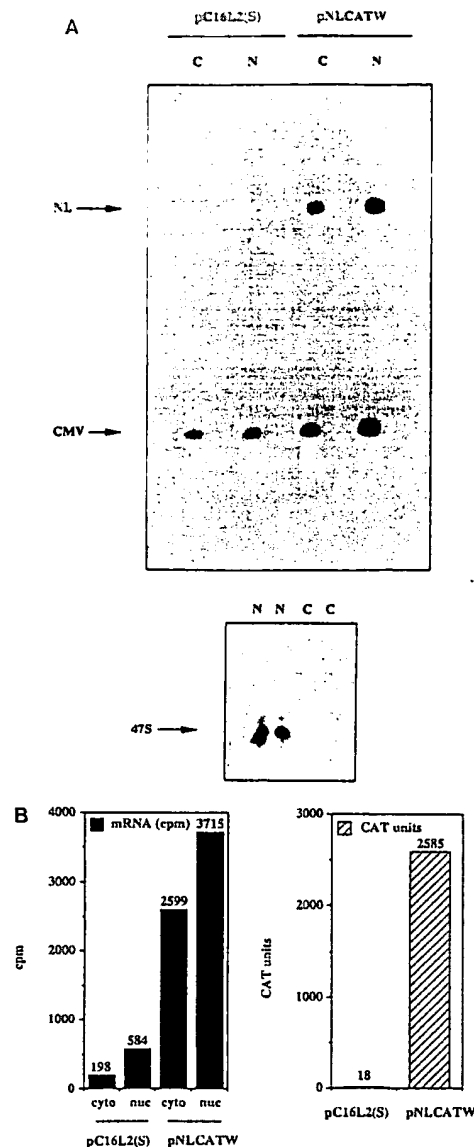 A
pC16L2(S) pNLCATW
C N C N
NL
CMV
N N C C
47S
B
4000
3000
2000
1000
0
cpm
mRNA (cpm)
198
584
2599
3715
cyto nuc cyto nuc
pC16L2(S) pNLCATW
3000
2000
1000
0
CAT units
CAT units
18
2585
pC16L2(S) pNLCATW